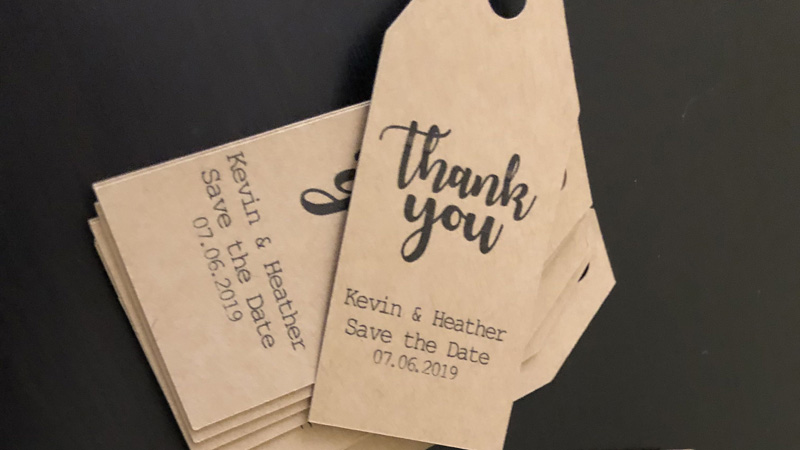 thank
you
Kevin & Heather
Save the Date
07.06.2019
Kevin & Heather
Save the Date
07.06.2019